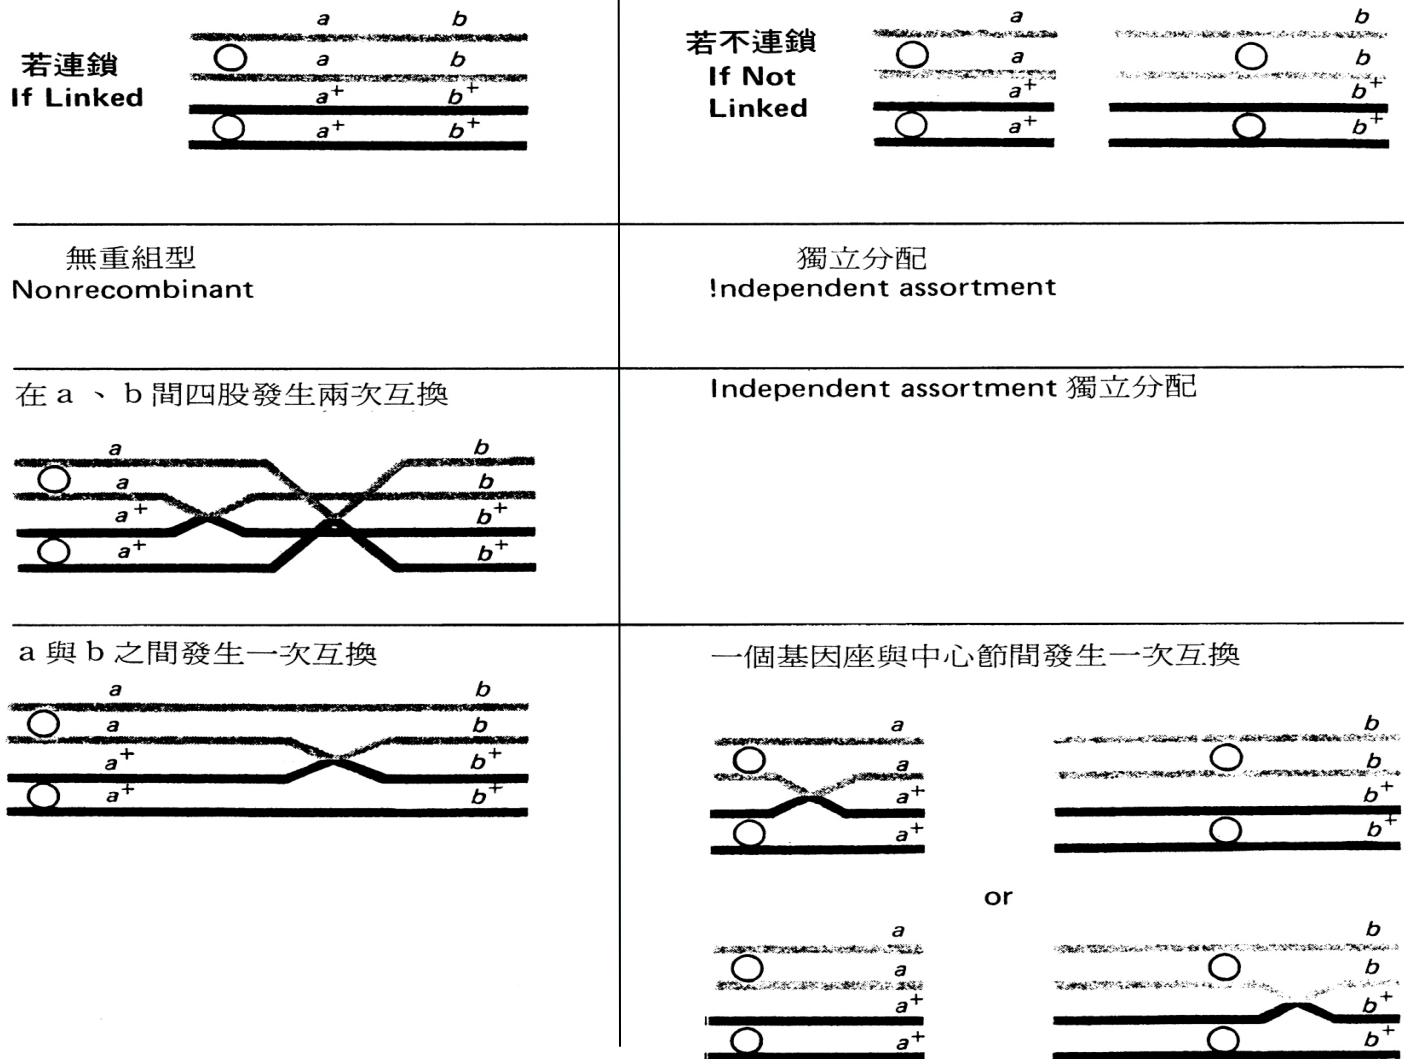 a b
若連鎖 a b
If Linked a+ b+
a+ b+
a b
若不連鎖 a b
If Not a+ b+
Linked a+ b+
無重組型
Nonrecombinant
獨立分配
!ndependent assortment
在 a 、 b 間四股發生兩次互換
Independent assortment 獨立分配
a b
a b
a+ b+
a+ b+
a 與 b 之間發生一次互換
a b
a b
a+ b+
a+ b+
一個基因座與中心節間發生一次互換
a b
a b
a+ b+
a+ b+
or
a b
a b
a+ b+
a+ b+